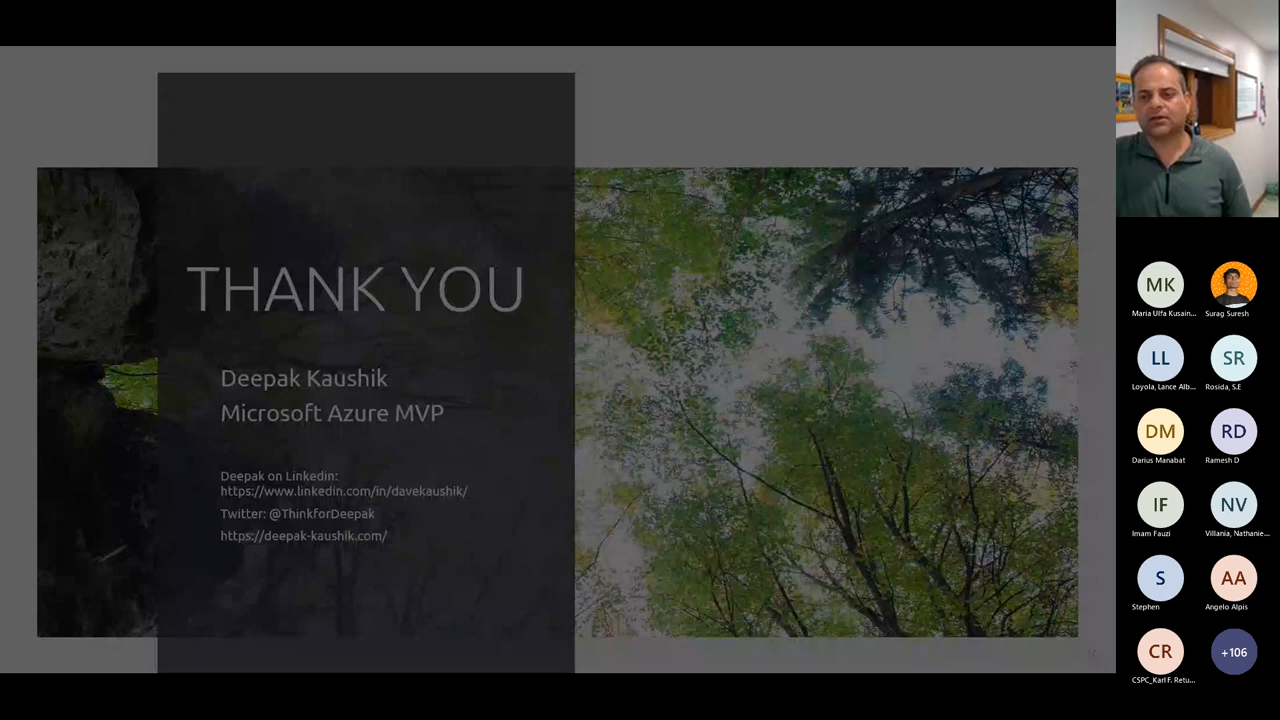 THANK YOU
Deepak Kaushik
Microsoft Azure MVP
Deepak on Linkedin:
https://www.linkedin.com/in/davekaushik/
Twitter: @ThinkforDeepak
https://deepak-kaushik.com/
MK
Maria Ulfa Kusain...
Surag Suresh
LL
Loyola, Lance Alb...
SR
Rosida, S.E
DM
Darius Manabat
RD
Ramesh D
IF
Imam Fauzi
NV
Villania, Nathanie...
S
Stephen
AA
Angelo Alpis
CR
CSPC_Karl F. Retu...
+106